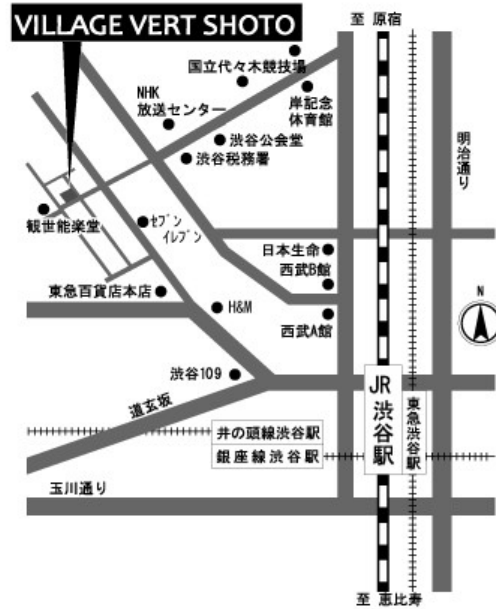 VILLAGE VERT SHOTO
至 原宿
国立代々木競技場
NHK
放送センター
岸記念
体育館
渋谷公会堂
渋谷税務署
明治通り
観世能楽堂
セブン
イレブン
日本生命
西武B館
東急百貨店本店
H&M
西武A館
N
渋谷109
道玄坂
JR
渋谷駅
東急渋谷駅
井の頭線渋谷駅
銀座線渋谷駅
玉川通り
至 恵比寿